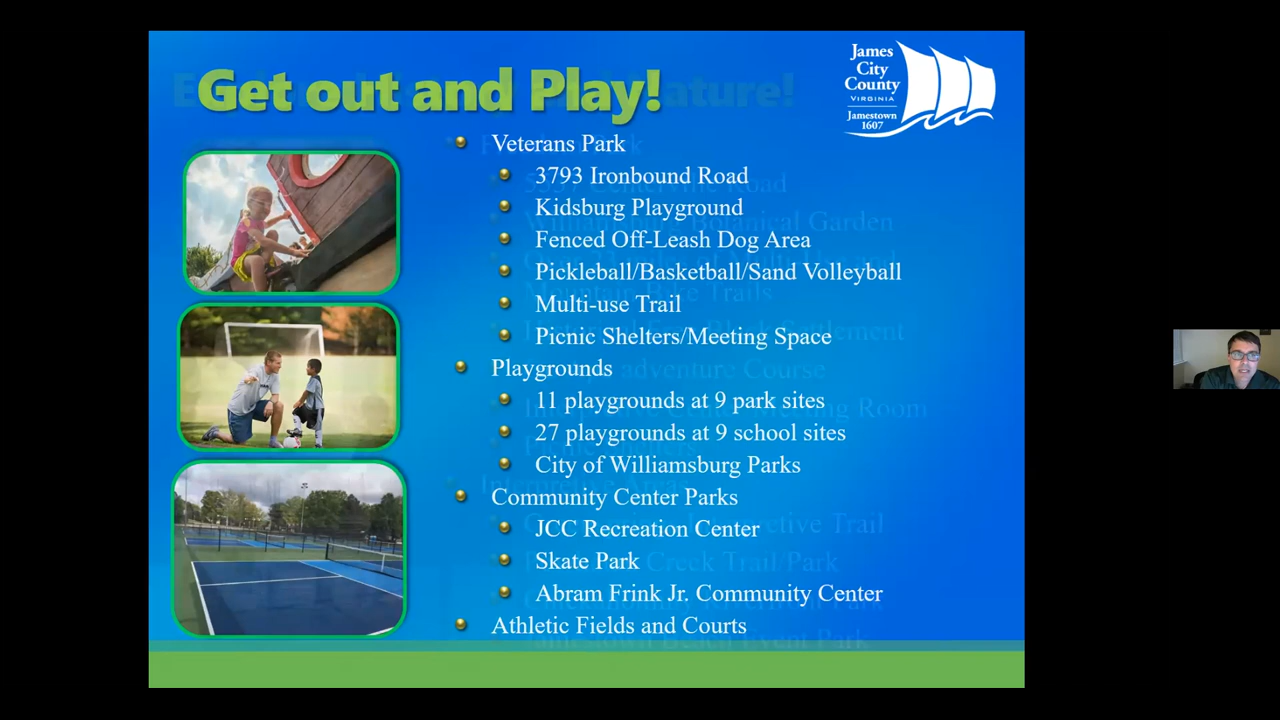 Get out and Play!
James
City
County
VIRGINIA
Jamestown
1607
Veterans Park
3793 Ironbound Road
Kidsburg Playground
Fenced Off-Leash Dog Area
Pickleball/Basketball/Sand Volleyball
Multi-use Trail
Picnic Shelters/Meeting Space
Playgrounds
11 playgrounds at 9 park sites
27 playgrounds at 9 school sites
City of Williamsburg Parks
Community Center Parks
JCC Recreation Center
Skate Park
Abram Frink Jr. Community Center
Athletic Fields and Courts